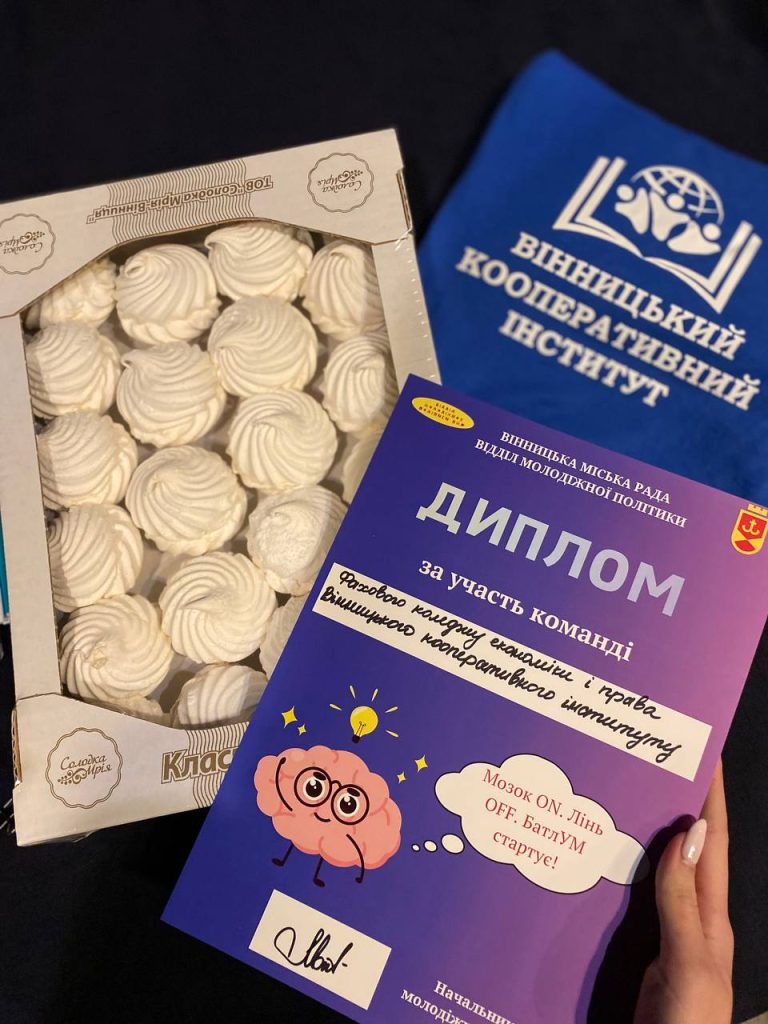 ТОВ "Солодка Мрія-Вінниця"
Солодка
Мрія
Солодка
Мрія
ВІННИЦЬКИЙ
КООПЕРАТИВНИЙ
ІНСТИТУТ
ВІННИЦЬКА МІСЬКА РАДА
ВІДДІЛ МОЛОДІЖНОЇ ПОЛІТИКИ
ДИПЛОМ
за участь команді
Фахового коледжу економіки і права
Вінницького кооперативного інституту
Мозок ON. Лінь
OFF. БатлУМ
стартує!
Солодка
Мрія
Клас
Начальник
молодіж